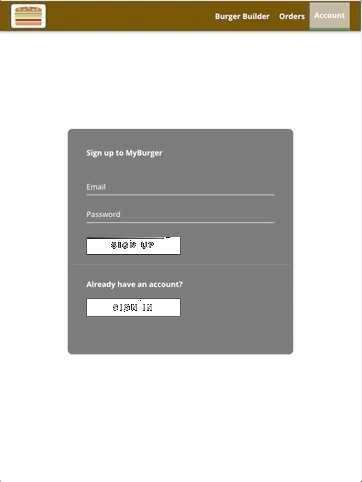 Burger Builder Orders Account
Sign up to MyBurger
Email
Password
SIGN UP
Already have an account?
SIGN IN